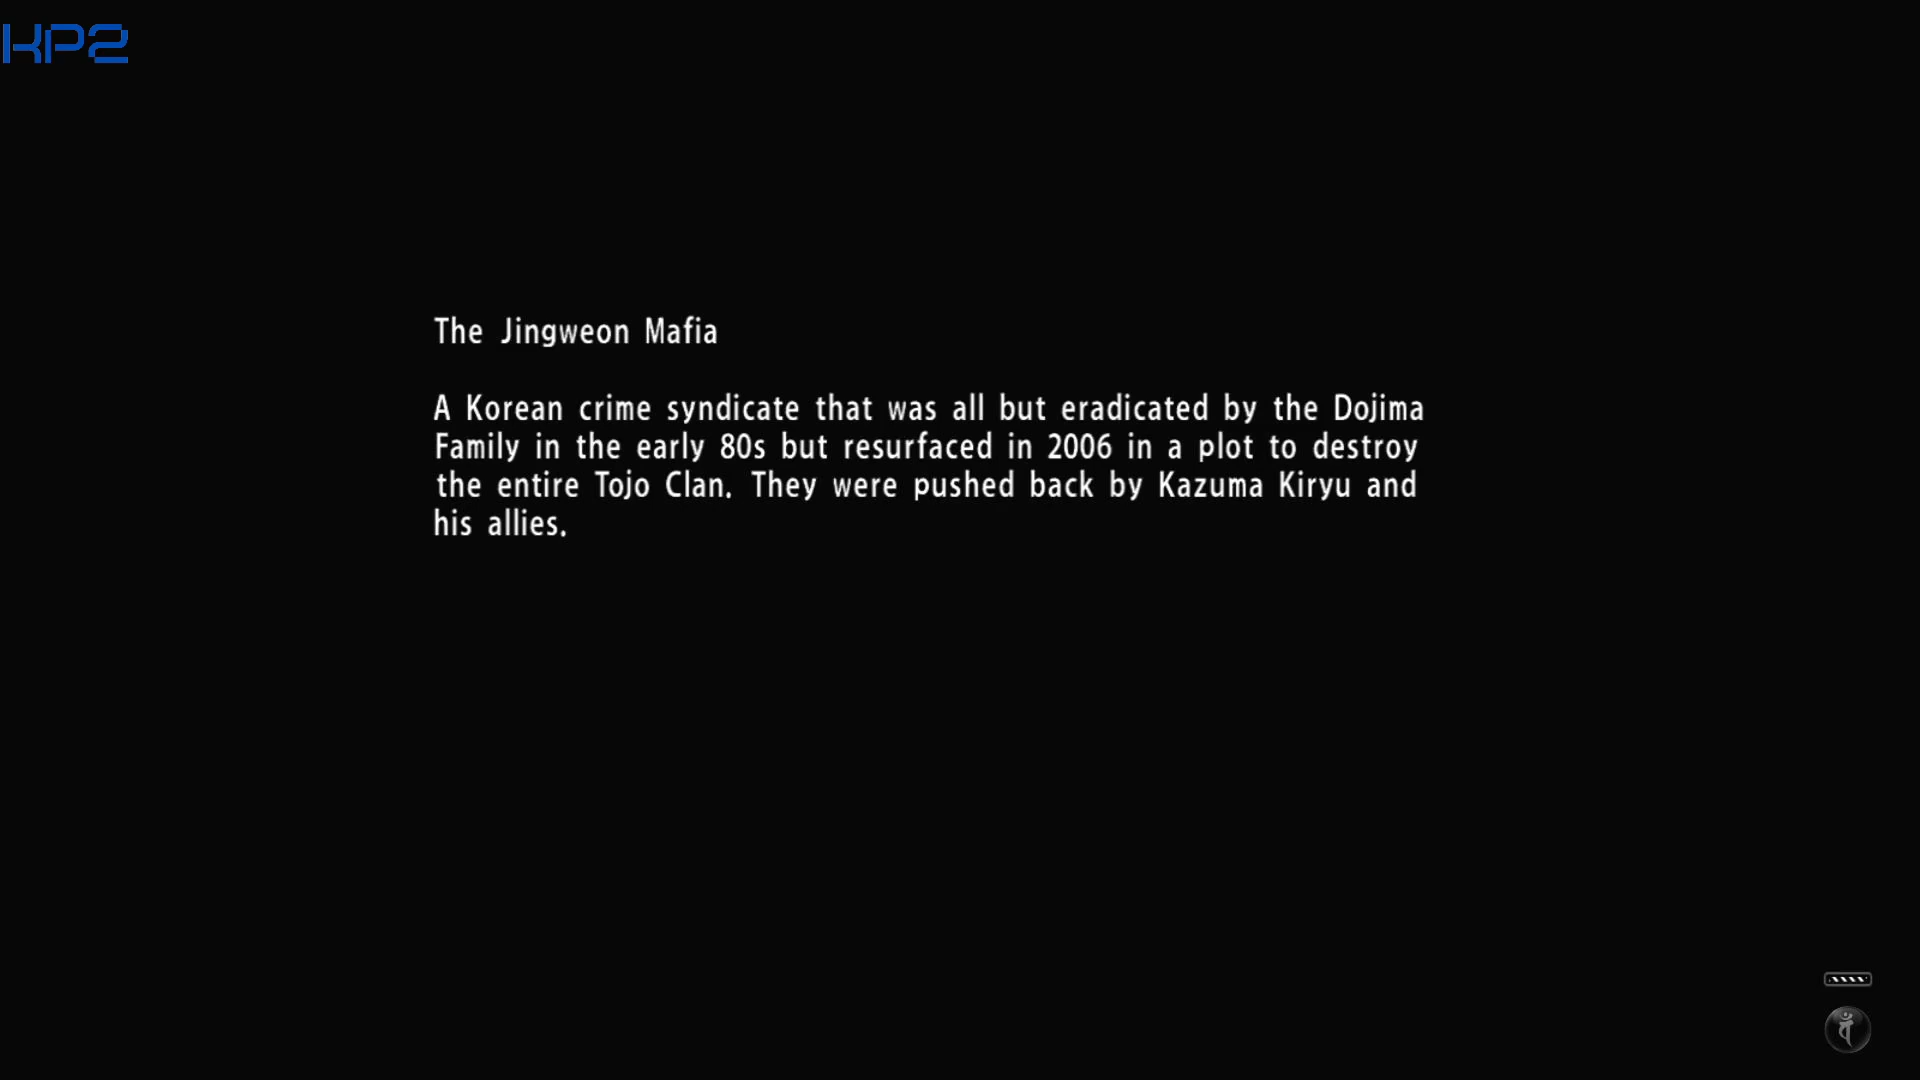 KP2
The Jingweon Mafia
A Korean crime syndicate that was all but eradicated by the Dojima
Family in the early 80s but resurfaced in 2006 in a plot to destroy
the entire Tojo Clan. They were pushed back by Kazuma Kiryu and
his allies.